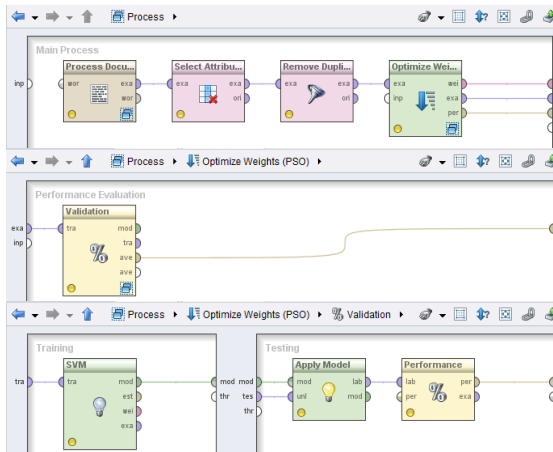 Process
Main Process
Process Docu...
Select Attribu...
Remove Dupli...
Optimize Wei...
inp
wor
exa
wor
exa
exa
ori
exa
exa
ori
exa
wei
inp
exa
per
Process Optimize Weights (PSO)
Performance Evaluation
Validation
exa
tra
mod
inp
tra
ave
ave
Process Optimize Weights (PSO) Validation
Training
SVM
tra
tra
mod
est
wei
exa
mod
thr
Testing
Apply Model
Performance
mod
tes
thr
mod
lab
unl
mod
lab
per
per
exa